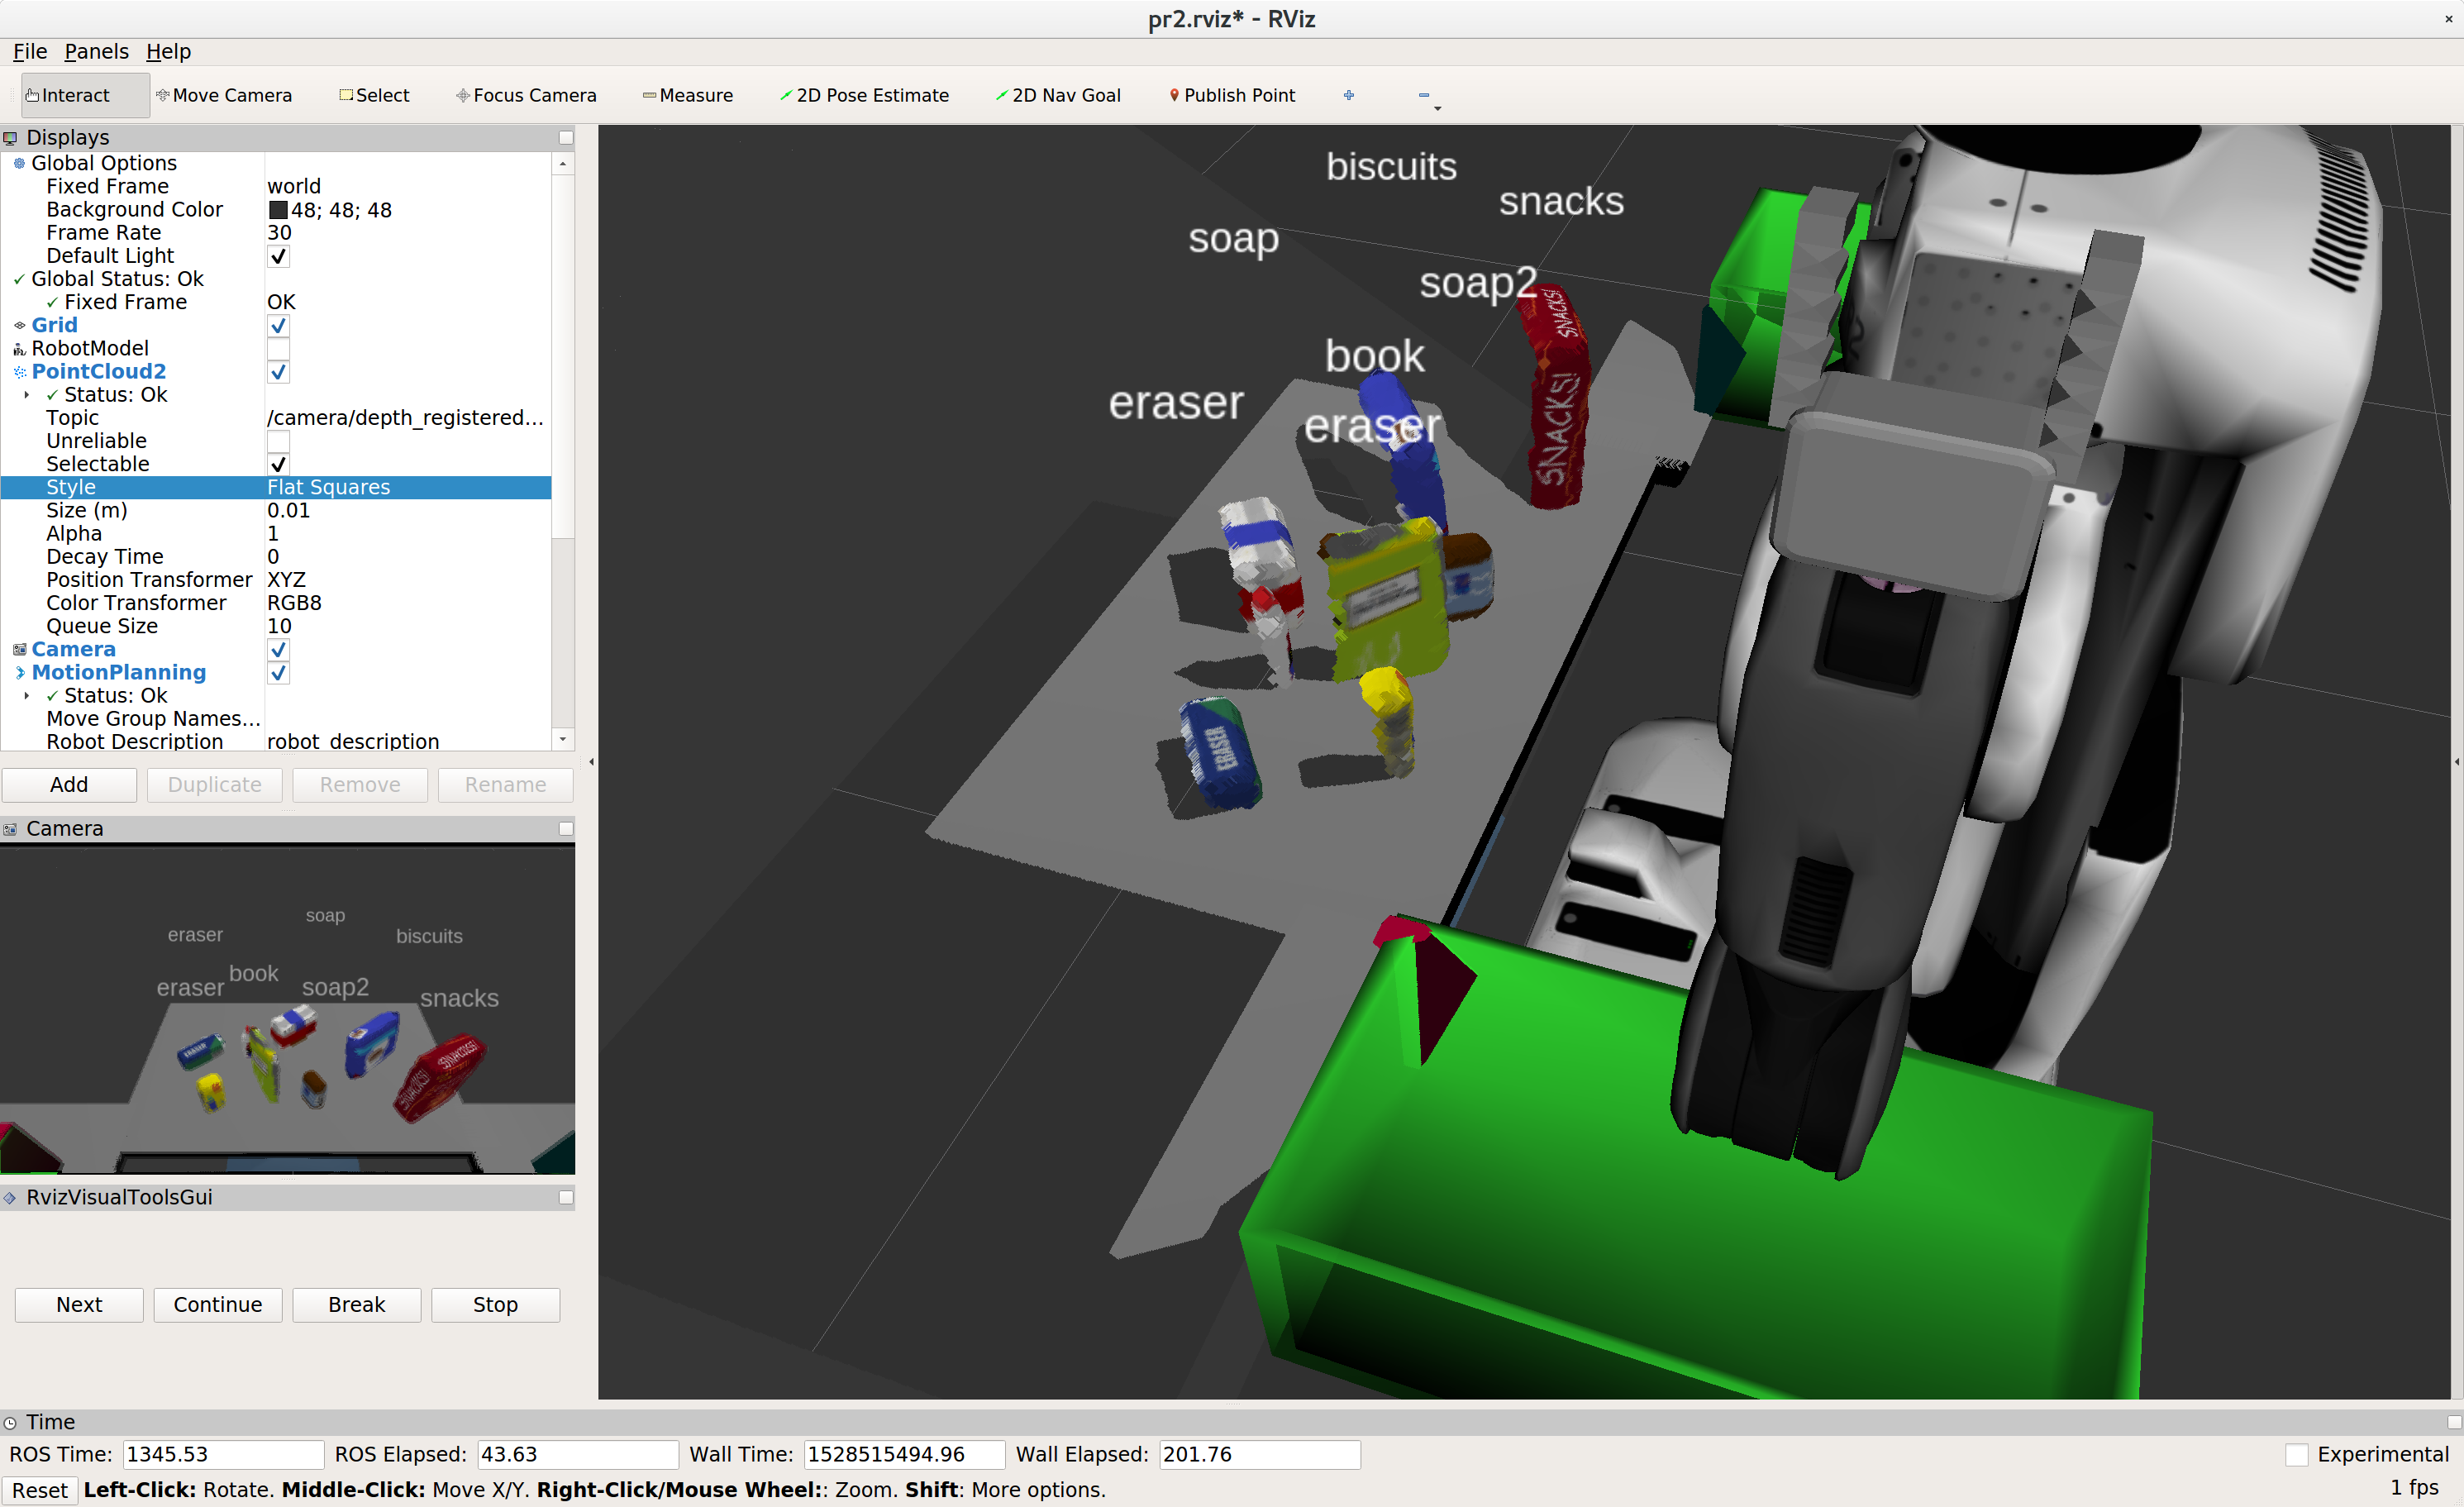 pr2.rviz* - RViz
×
File Panels Help
Interact Move Camera Select Focus Camera Measure 2D Pose Estimate 2D Nav Goal Publish Point
Displays
Global Options
Fixed Frame world
Background Color 48; 48; 48
Frame Rate 30
Default Light ✓
✓ Global Status: Ok
✓ Fixed Frame OK
Grid ✓
RobotModel
PointCloud2 ✓
✓ Status: Ok
Topic /camera/depth_registered...
Unreliable
Selectable ✓
Style Flat Squares
Size (m) 0.01
Alpha 1
Decay Time 0
Position Transformer XYZ
Color Transformer RGB8
Queue Size 10
Camera ✓
MotionPlanning ✓
✓ Status: Ok
Move Group Names...
Robot Description robot_description
Add Duplicate Remove Rename
Camera
soap
eraser biscuits
book
eraser soap2
snacks
ERASER
SNACKS!
SNACKS!
RvizVisualToolsGui
Next Continue Break Stop
biscuits
snacks
soap
soap2
book
eraser
eraser
SNACKS!
SNACKS!
ERASER
Time
ROS Time: 1345.53 ROS Elapsed: 43.63 Wall Time: 1528515494.96 Wall Elapsed: 201.76 Experimental
Reset Left-Click: Rotate. Middle-Click: Move X/Y. Right-Click/Mouse Wheel:: Zoom. Shift: More options. 1 fps